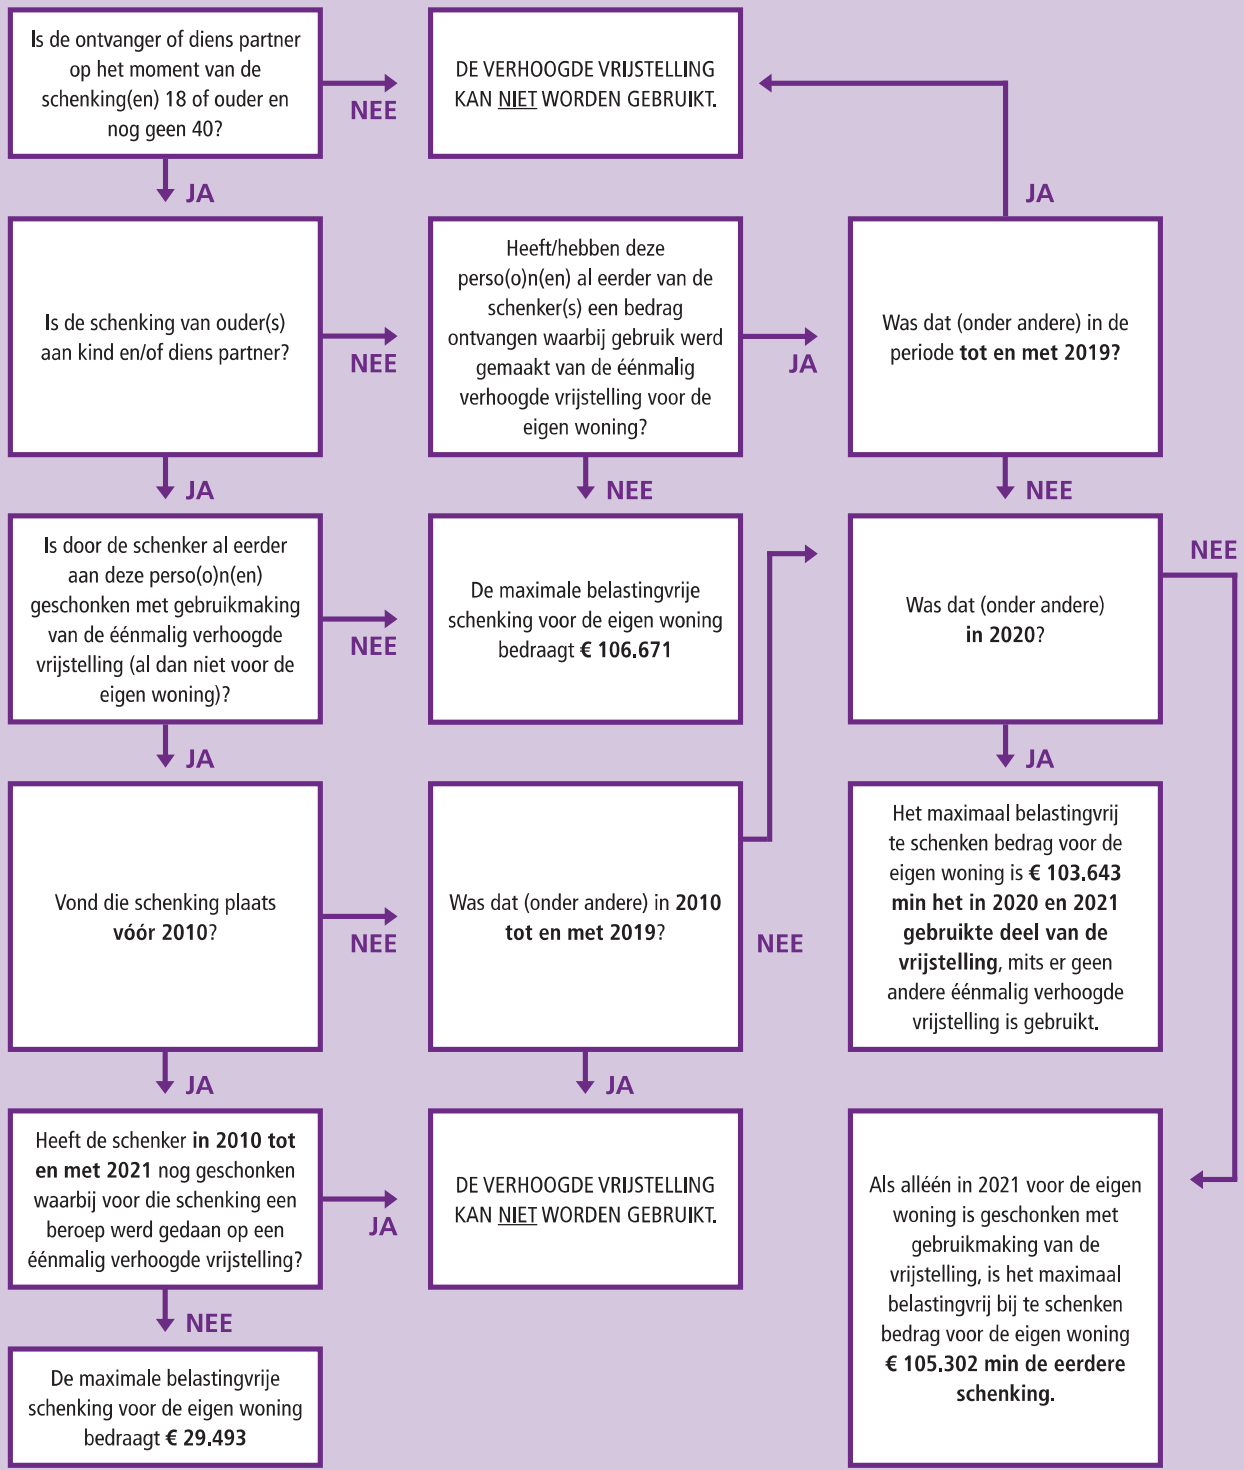 Is de ontvanger of diens partner
op het moment van de
schenking(en) 18 of ouder en
nog geen 40?
NEE
DE VERHOOGDE VRIJSTELLING
KAN NIET WORDEN GEBRUIKT.
JA
JA
Is de schenking van ouder(s)
aan kind en/of diens partner?
NEE
Heeft/hebben deze
perso(o)n(en) al eerder van de
schenker(s) een bedrag
ontvangen waarbij gebruik werd
gemaakt van de éénmalig
verhoogde vrijstelling voor de
eigen woning?
JA
Was dat (onder andere) in de
periode tot en met 2019?
JA
NEE
NEE
Is door de schenker al eerder
aan deze perso(o)n(en)
geschonken met gebruikmaking
van de éénmalig verhoogde
vrijstelling (al dan niet voor de
eigen woning)?
NEE
De maximale belastingvrije
schenking voor de eigen woning
bedraagt € 106.671
Was dat (onder andere)
in 2020?
NEE
JA
JA
Vond die schenking plaats
vóór 2010?
NEE
Was dat (onder andere) in 2010
tot en met 2019?
NEE
Het maximaal belastingvrij
te schenken bedrag voor de
eigen woning is € 103.643
min het in 2020 en 2021
gebruikte deel van de
vrijstelling, mits er geen
andere éénmalig verhoogde
vrijstelling is gebruikt.
JA
JA
Heeft de schenker in 2010 tot
en met 2021 nog geschonken
waarbij voor die schenking een
beroep werd gedaan op een
éénmalig verhoogde vrijstelling?
JA
DE VERHOOGDE VRIJSTELLING
KAN NIET WORDEN GEBRUIKT.
Als alléén in 2021 voor de eigen
woning is geschonken met
gebruikmaking van de
vrijstelling, is het maximaal
belastingvrij bij te schenken
bedrag voor de eigen woning
€ 105.302 min de eerdere
schenking.
NEE
De maximale belastingvrije
schenking voor de eigen woning
bedraagt € 29.493